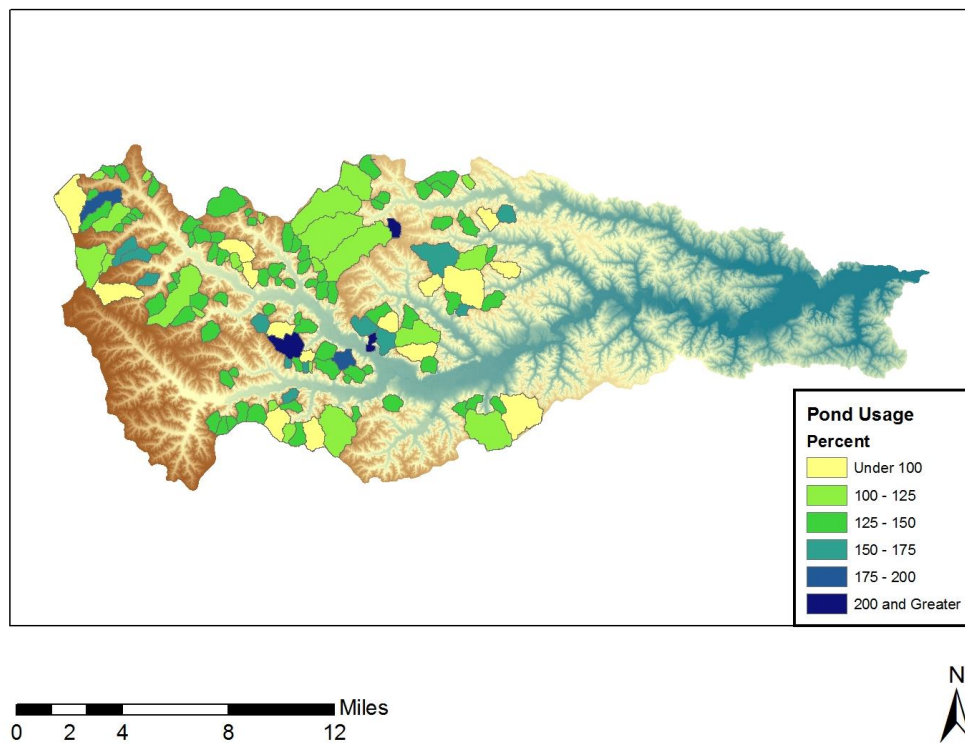 Pond Usage
Percent
Under 100
100 - 125
125 - 150
150 - 175
175 - 200
200 and Greater
Miles
0 2 4 8 12
N